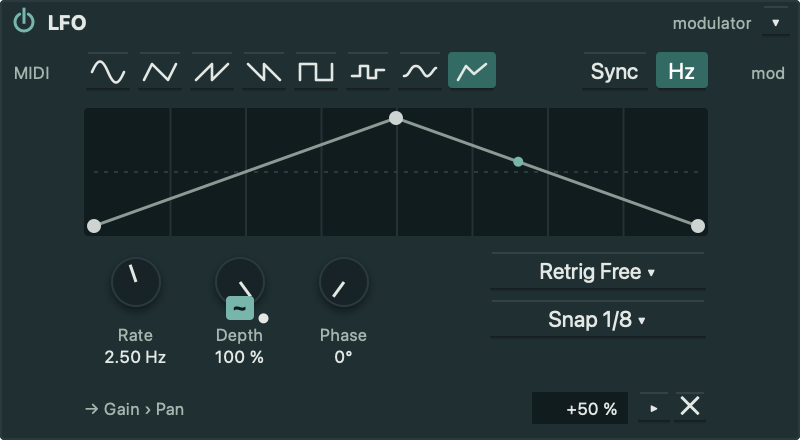 LFO modulator ▼
MIDI Sync Hz mod
Retrig Free ▾
Snap 1/8 ▾
~
Rate Depth Phase
2.50 Hz 100 % 0°
→ Gain › Pan +50 % ▸ ✕